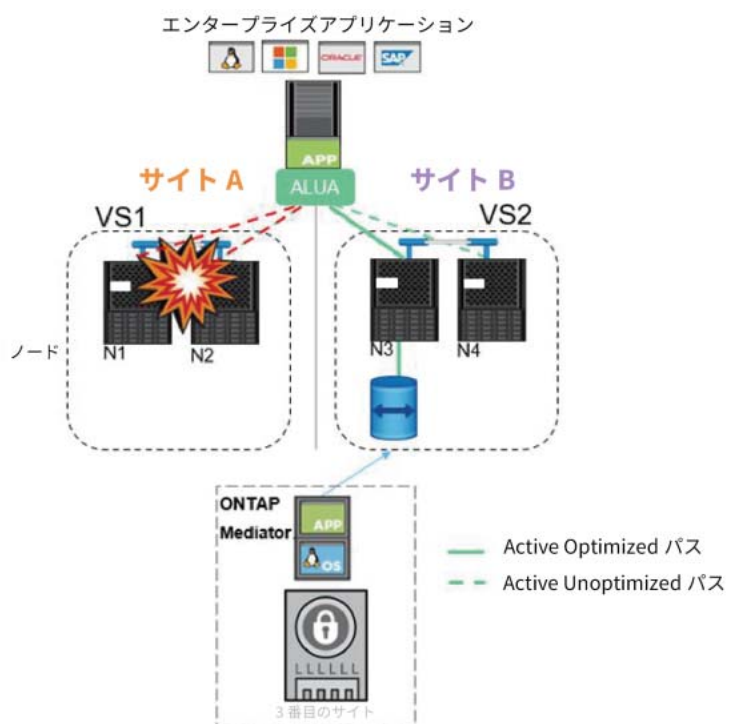 エンタープライズアプリケーション
ORACLE
SAP
APP
サイト A
ALUA
サイト B
VS1
VS2
N1
N2
N3
N4
ノード
ONTAP
Mediator
APP
OS
LLLLLL
3 番目のサイト
Active Optimized パス
Active Unoptimized パス